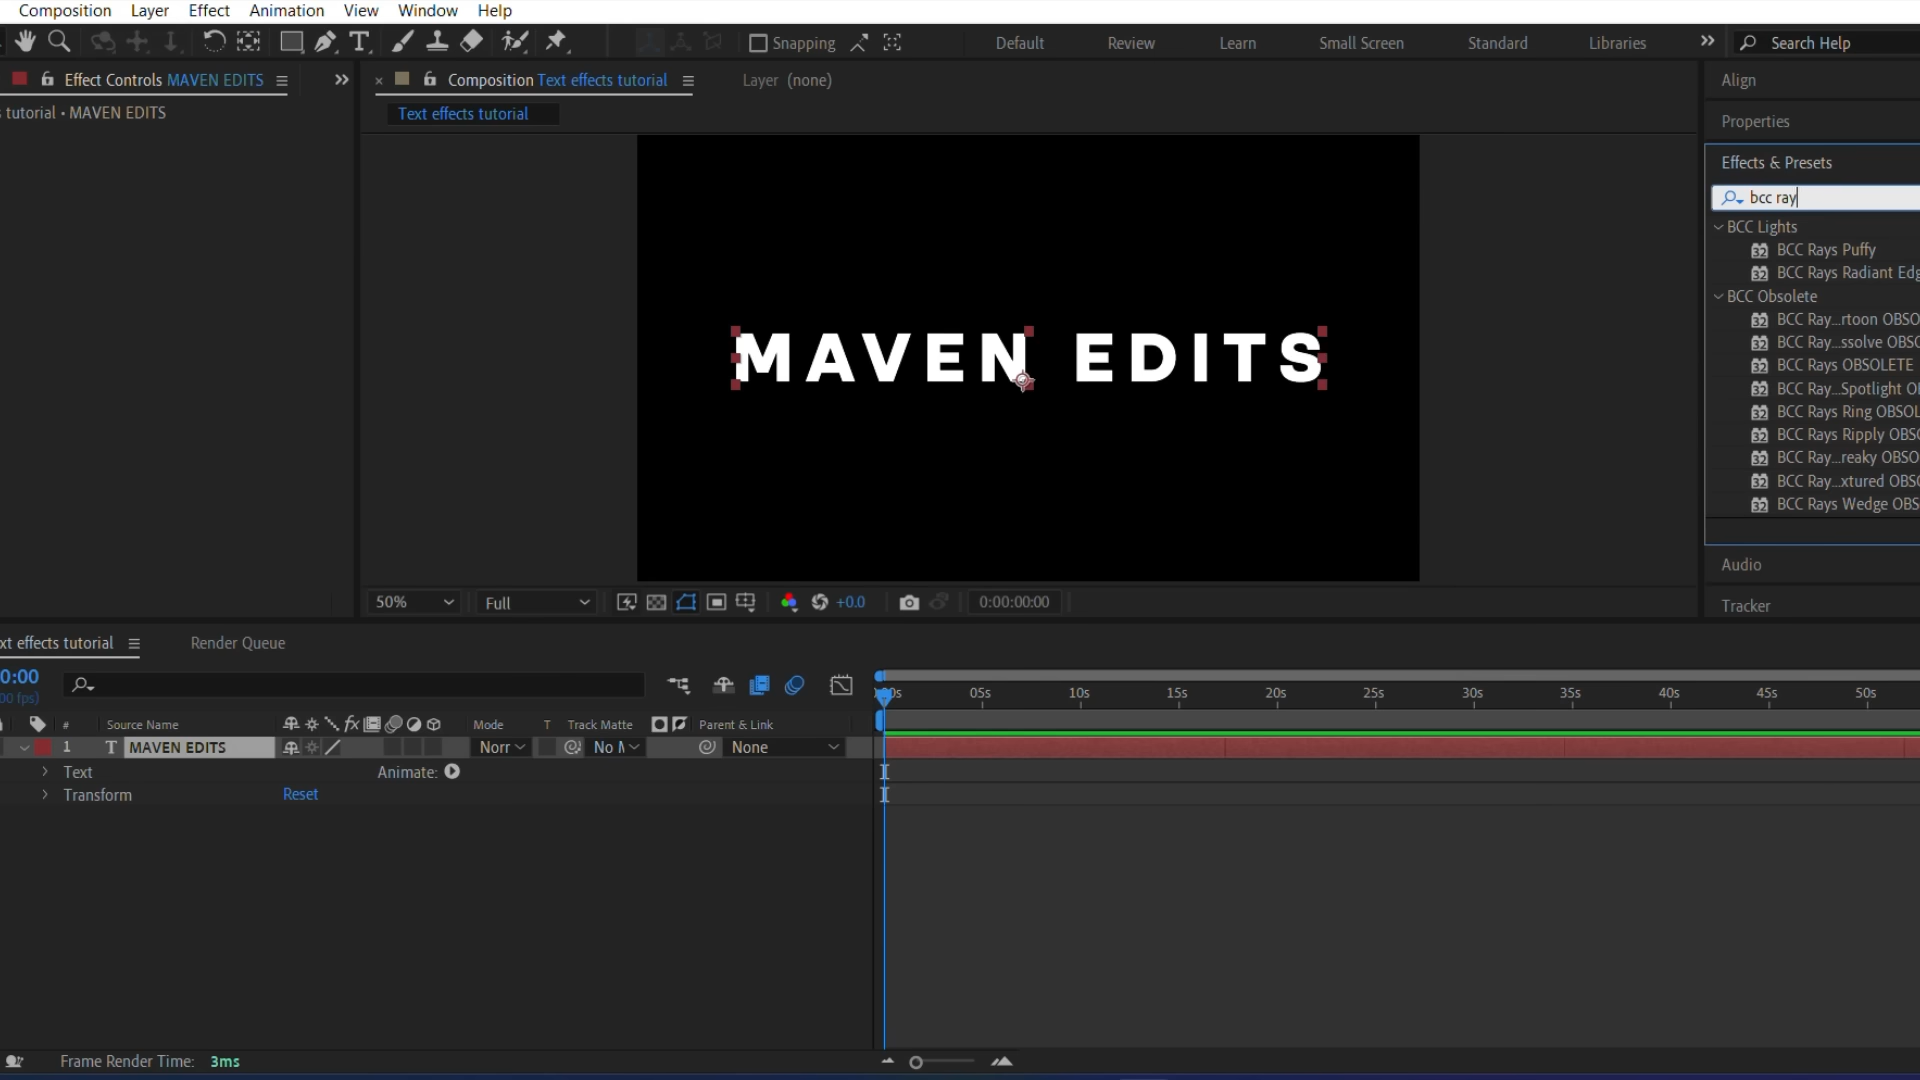 Composition Layer Effect Animation View Window Help
Snapping Default Review Learn Small Screen Standard Libraries Search Help
Effect Controls MAVEN EDITS
tutorial • MAVEN EDITS
Composition Text effects tutorial
Layer (none)
Text effects tutorial
MAVEN EDITS
50% Full +0.0 0:00:00:00
Align
Properties
Effects & Presets
bcc ray
BCC Lights
BCC Rays Puffy
BCC Rays Radiant Edg
BCC Obsolete
BCC Ray...rtoon OBSO
BCC Ray...ssolve OBSO
BCC Rays OBSOLETE
BCC Ray...Spotlight O
BCC Rays Ring OBSOL
BCC Rays Ripply OBSO
BCC Ray...reaky OBSO
BCC Ray...xtured OBSO
BCC Rays Wedge OBS
Audio
Tracker
xt effects tutorial Render Queue
0:00
00 fps)
05s 10s 15s 20s 25s 30s 35s 40s 45s 50s
# Source Name Mode T Track Matte Parent & Link
1 T MAVEN EDITS Norr No M None
Text Animate:
Transform Reset
Frame Render Time: 3ms